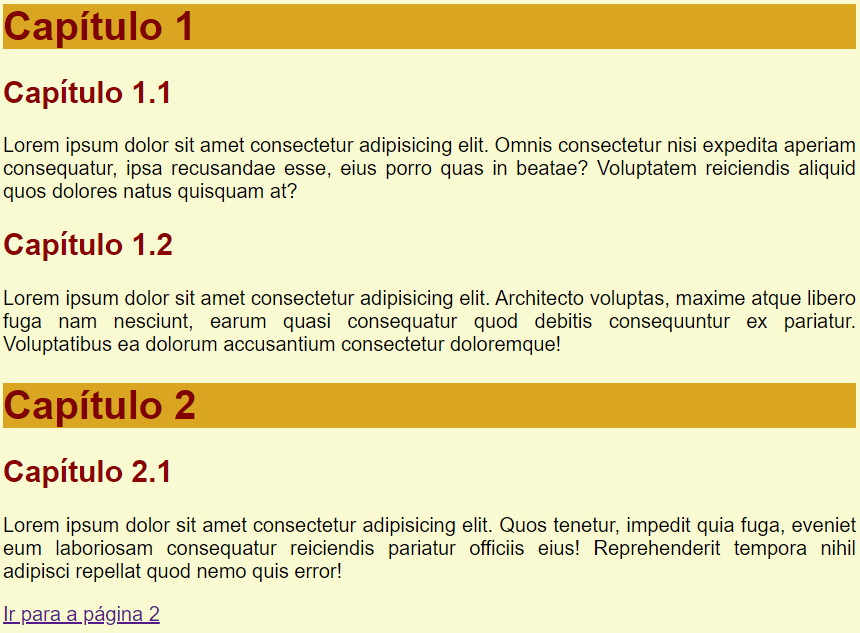 Capítulo 1
Capítulo 1.1
Lorem ipsum dolor sit amet consectetur adipisicing elit. Omnis consectetur nisi expedita aperiam
consequatur, ipsa recusandae esse, eius porro quas in beatae? Voluptatem reiciendis aliquid
quos dolores natus quisquam at?
Capítulo 1.2
Lorem ipsum dolor sit amet consectetur adipisicing elit. Architecto voluptas, maxime atque libero
fuga nam nesciunt, earum quasi consequatur quod debitis consequuntur ex pariatur.
Voluptatibus ea dolorum accusantium consectetur doloremque!
Capítulo 2
Capítulo 2.1
Lorem ipsum dolor sit amet consectetur adipisicing elit. Quos tenetur, impedit quia fuga, eveniet
eum laboriosam consequatur reiciendis pariatur officiis eius! Reprehenderit tempora nihil
adipisci repellat quod nemo quis error!
Ir para a página 2